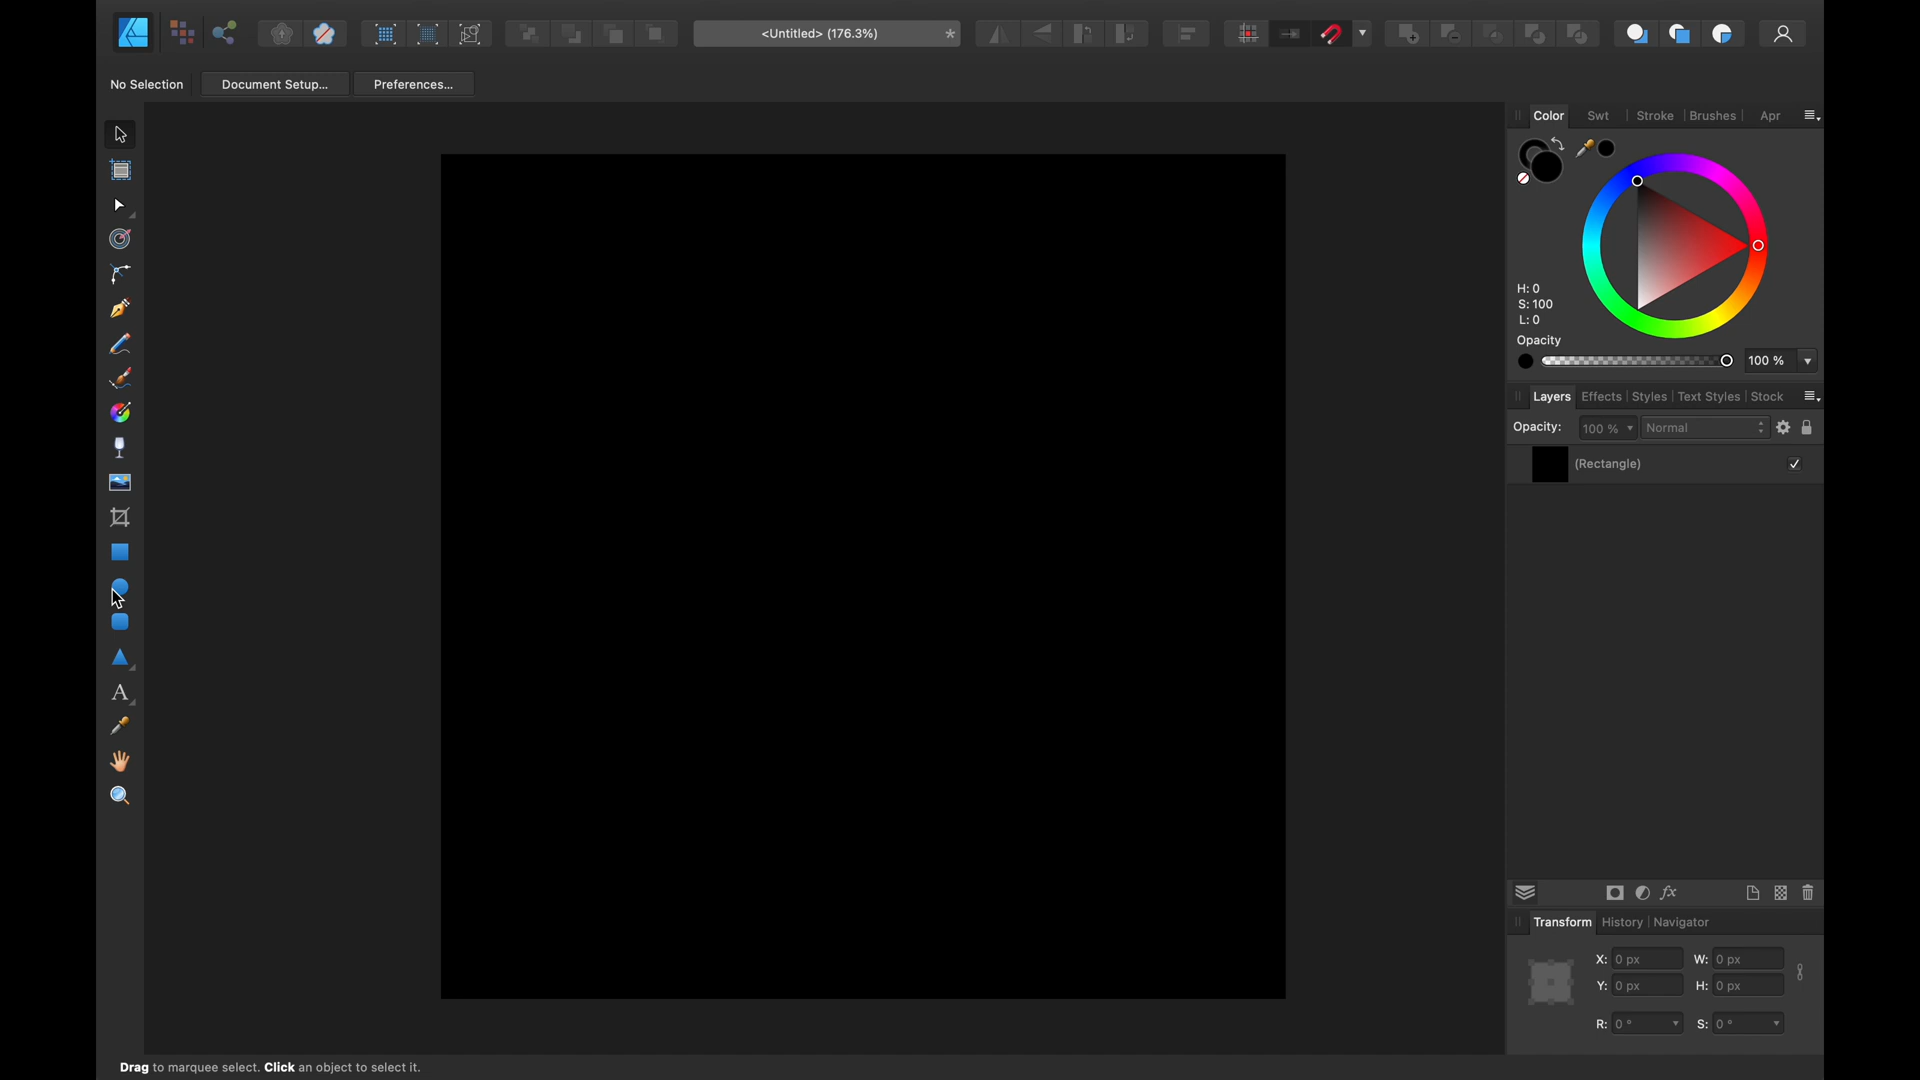 <Untitled> (176.3%) *
No Selection Document Setup... Preferences...
Color Swt Stroke Brushes Apr
H: 0
S: 100
L: 0
Opacity
100 %
Layers Effects Styles Text Styles Stock
Opacity: 100 % Normal
(Rectangle)
fx
Transform History Navigator
X: 0 px W: 0 px
Y: 0 px H: 0 px
R: 0 ° S: 0 °
A
Drag to marquee select. Click an object to select it.